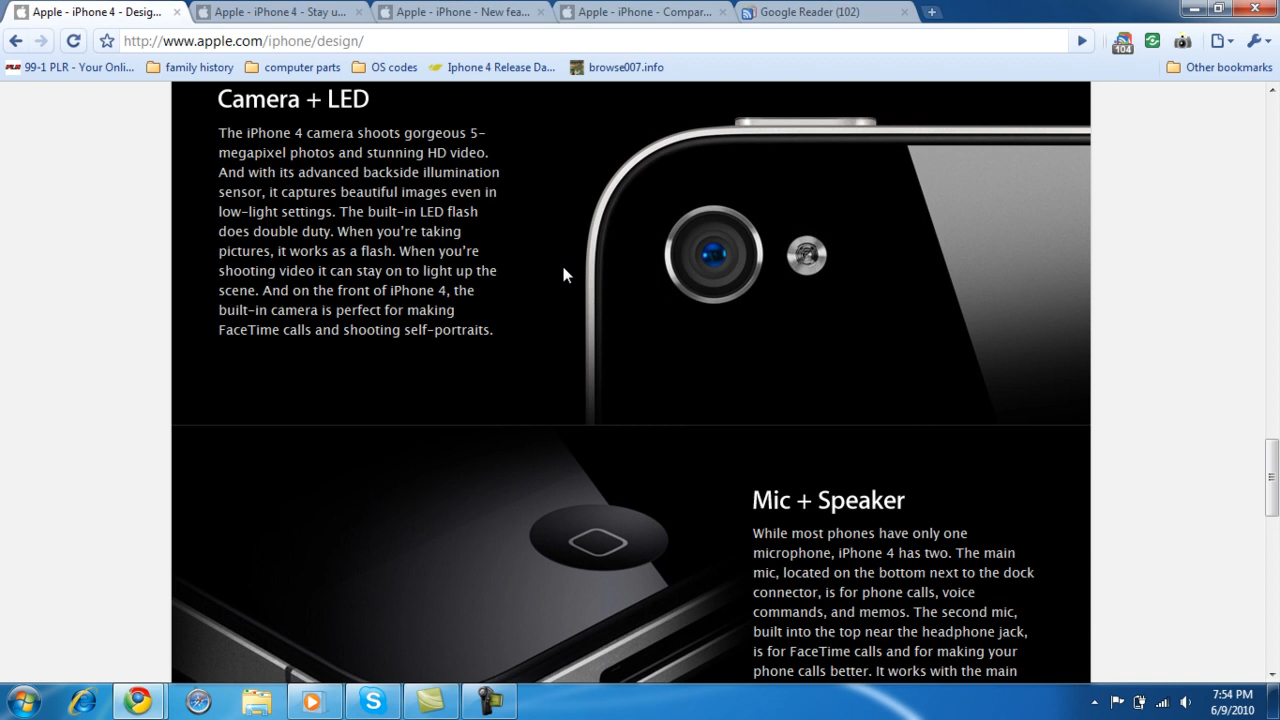 Apple - iPhone 4 - Desig... Apple - iPhone 4 - Stay u... Apple - iPhone - New fea... Apple - iPhone - Compar... Google Reader (102)
http://www.apple.com/iphone/design/
104
99-1 PLR - Your Onli... family history computer parts OS codes Iphone 4 Release Da... browse007.info Other bookmarks
Camera + LED
The iPhone 4 camera shoots gorgeous 5-
megapixel photos and stunning HD video.
And with its advanced backside illumination
sensor, it captures beautiful images even in
low-light settings. The built-in LED flash
does double duty. When you're taking
pictures, it works as a flash. When you're
shooting video it can stay on to light up the
scene. And on the front of iPhone 4, the
built-in camera is perfect for making
FaceTime calls and shooting self-portraits.
Mic + Speaker
While most phones have only one
microphone, iPhone 4 has two. The main
mic, located on the bottom next to the dock
connector, is for phone calls, voice
commands, and memos. The second mic,
built into the top near the headphone jack,
is for FaceTime calls and for making your
phone calls better. It works with the main
7:54 PM
6/9/2010